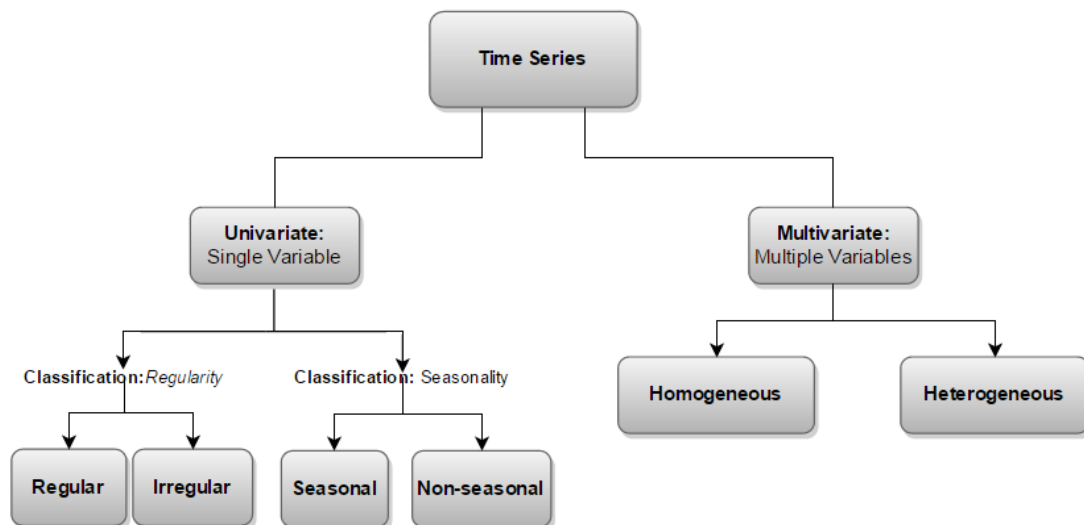 Time Series
Univariate:
Single Variable
Multivariate:
Multiple Variables
Classification:Regularity
Classification: Seasonality
Homogeneous
Heterogeneous
Regular
Irregular
Seasonal
Non-seasonal